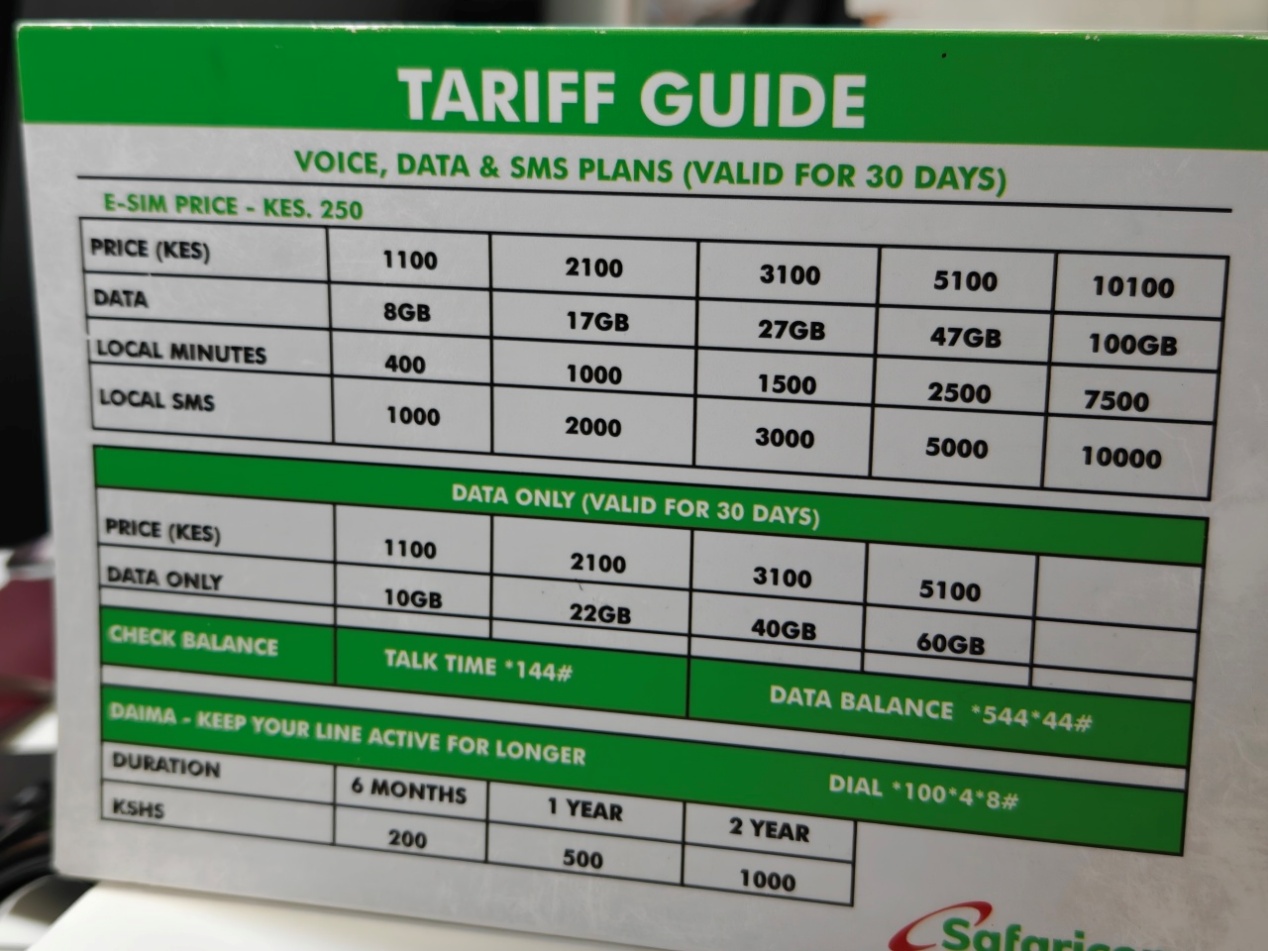 TARIFF GUIDE
VOICE, DATA & SMS PLANS (VALID FOR 30 DAYS)
E-SIM PRICE - KES. 250
PRICE (KES) 1100 2100 3100 5100 10100
DATA 8GB 17GB 27GB 47GB 100GB
LOCAL MINUTES 400 1000 1500 2500 7500
LOCAL SMS 1000 2000 3000 5000 10000
DATA ONLY (VALID FOR 30 DAYS)
PRICE (KES) 1100 2100 3100 5100
DATA ONLY 10GB 22GB 40GB 60GB
CHECK BALANCE TALK TIME *144# DATA BALANCE *544*44#
DAIMA - KEEP YOUR LINE ACTIVE FOR LONGER DIAL *100*4*8#
DURATION 6 MONTHS 1 YEAR 2 YEAR
KSHS 200 500 1000